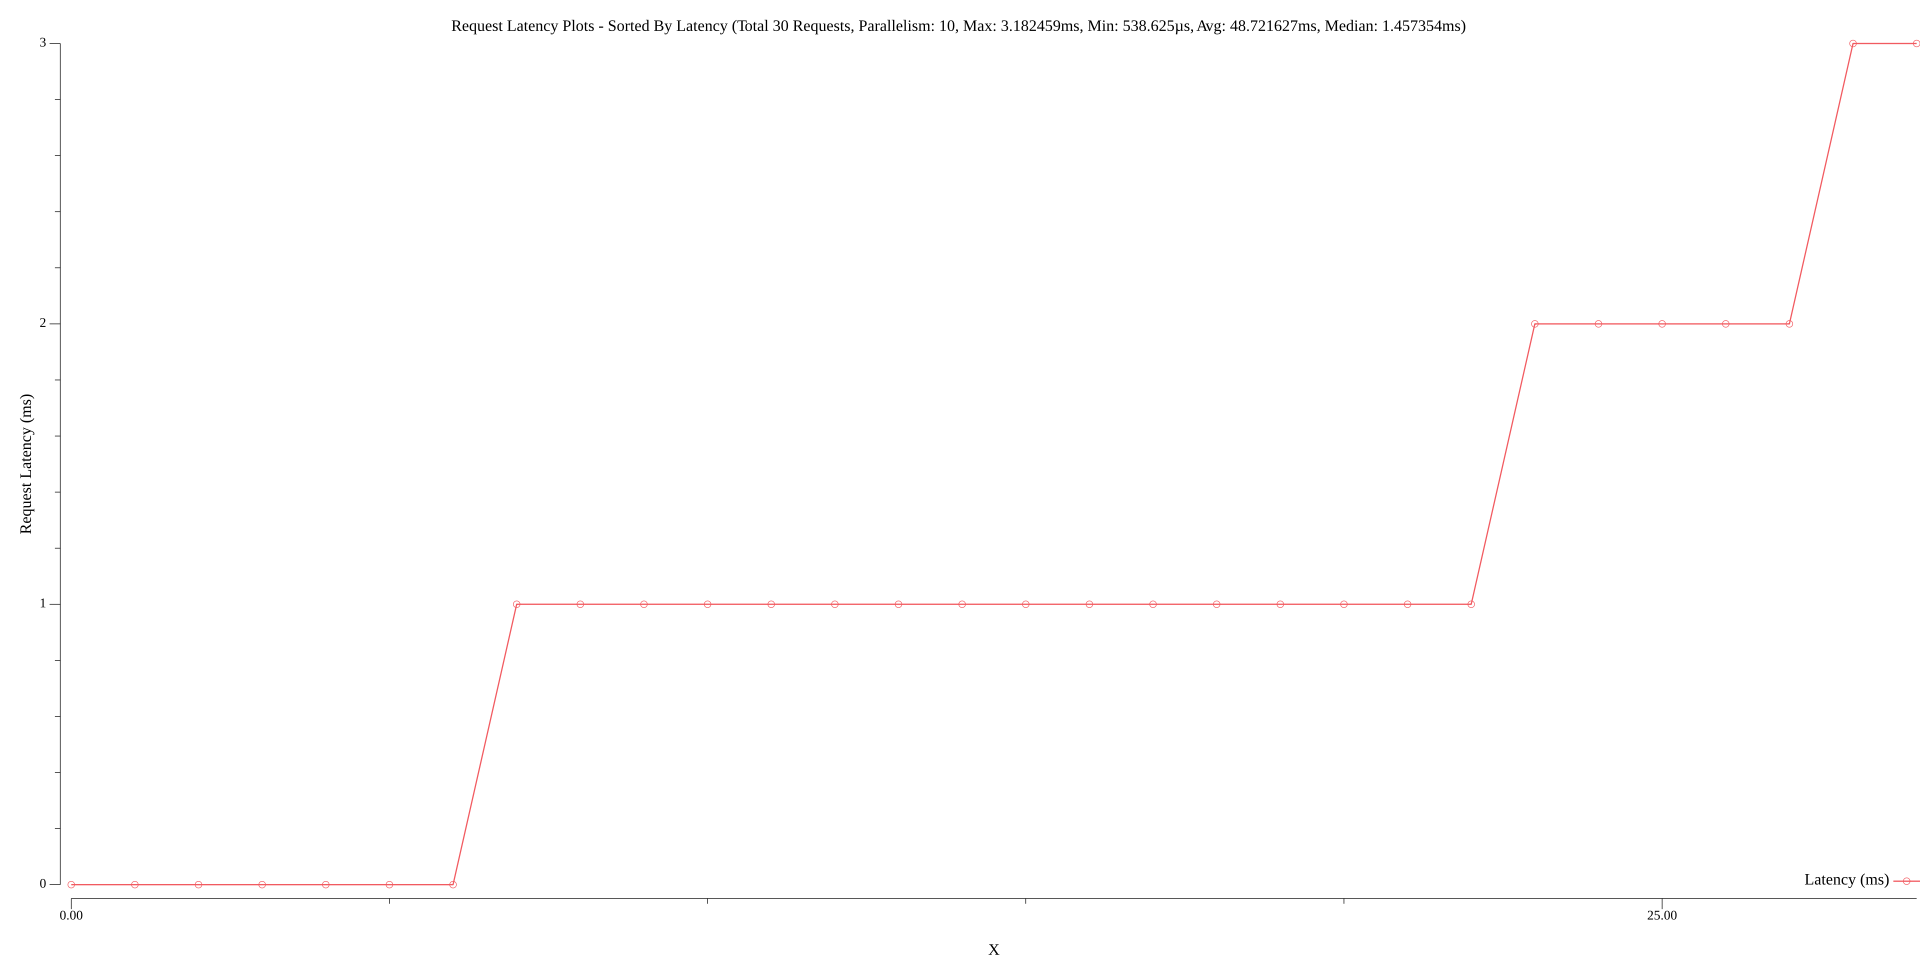 Request Latency Plots - Sorted By Latency (Total 30 Requests, Parallelism: 10, Max: 3.182459ms, Min: 538.625µs, Avg: 48.721627ms, Median: 1.457354ms)
3
2
1
0
Request Latency (ms)
Latency (ms)
0.00
25.00
X